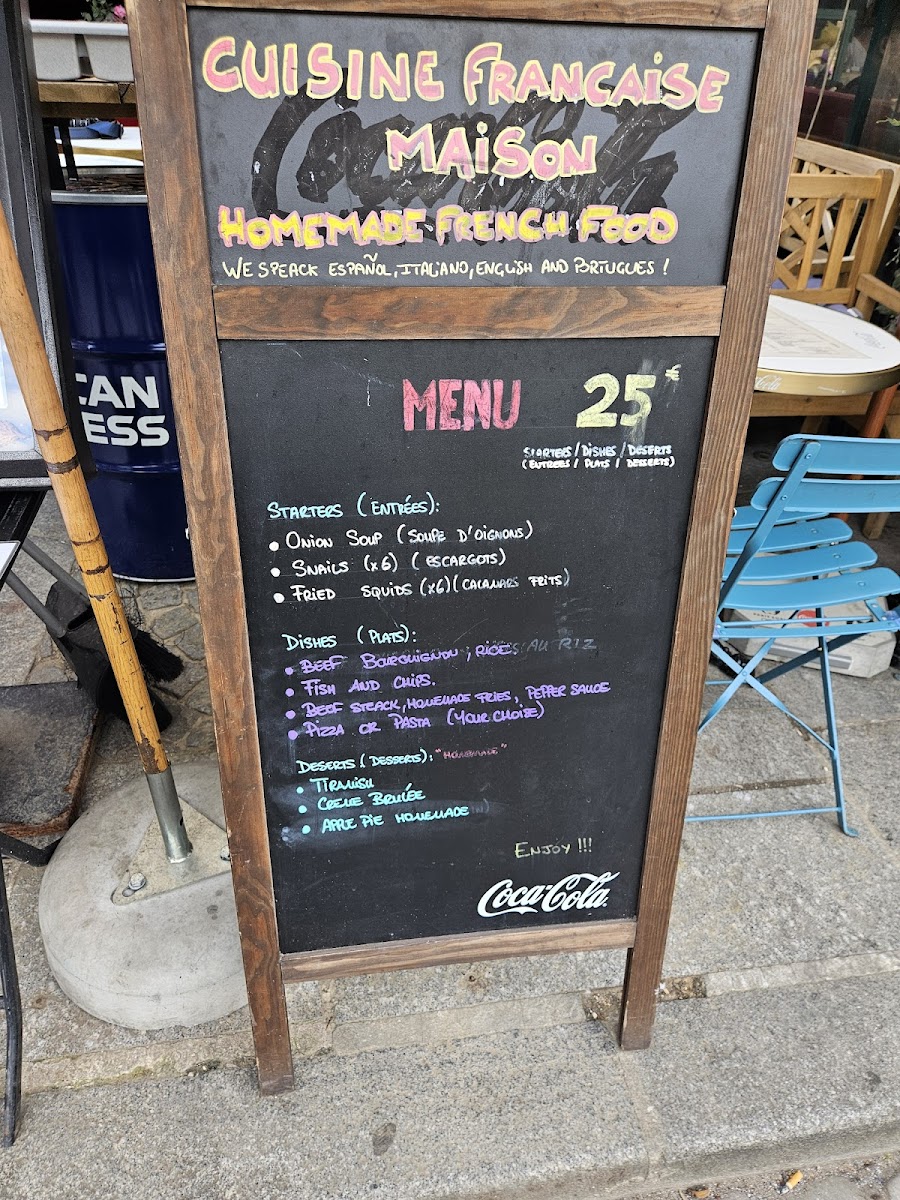 CUISINE FRANCAISE
MAISON
HOMEMADE FRENCH FOOD
WE SPEACK ESPAÑOL, ITALIANO, ENGLISH AND PORTUGUES !
MENU 25€
STARTERS / DISHES / DESERTS
(ENTREES / PLATS / DESSERTS)
STARTERS (ENTRÉES):
• ONION SOUP (SOUPE D'OIGNONS)
• SNAILS (x6) (ESCARGOTS)
• FRIED SQUIDS (x6) (CALAMARS FRITS)
DISHES (PLATS):
• BEEF BOURGUIGNON, RICE AU RIZ
• FISH AND CHIPS.
• BEEF STEACK, HOMEMADE FRIES, PEPPER SAUCE
• PIZZA OR PASTA (YOUR CHOISE)
DESERTS (DESSERTS): "HOMEMADE"
• TIRAMISU
• CREME BRULÉE
• APPLE PIE HOMEMADE
ENJOY !!!
Coca-Cola
CAN
ESS